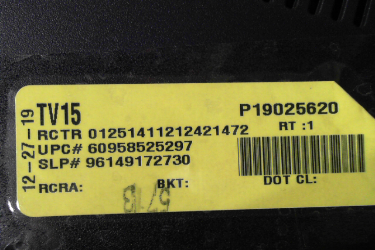 12-27-19
TV15
P19025620
RCTR 01251411212421472
RT :1
UPC# 60958525297
SLP# 96149172730
RCRA:
BKT:
DOT CL: